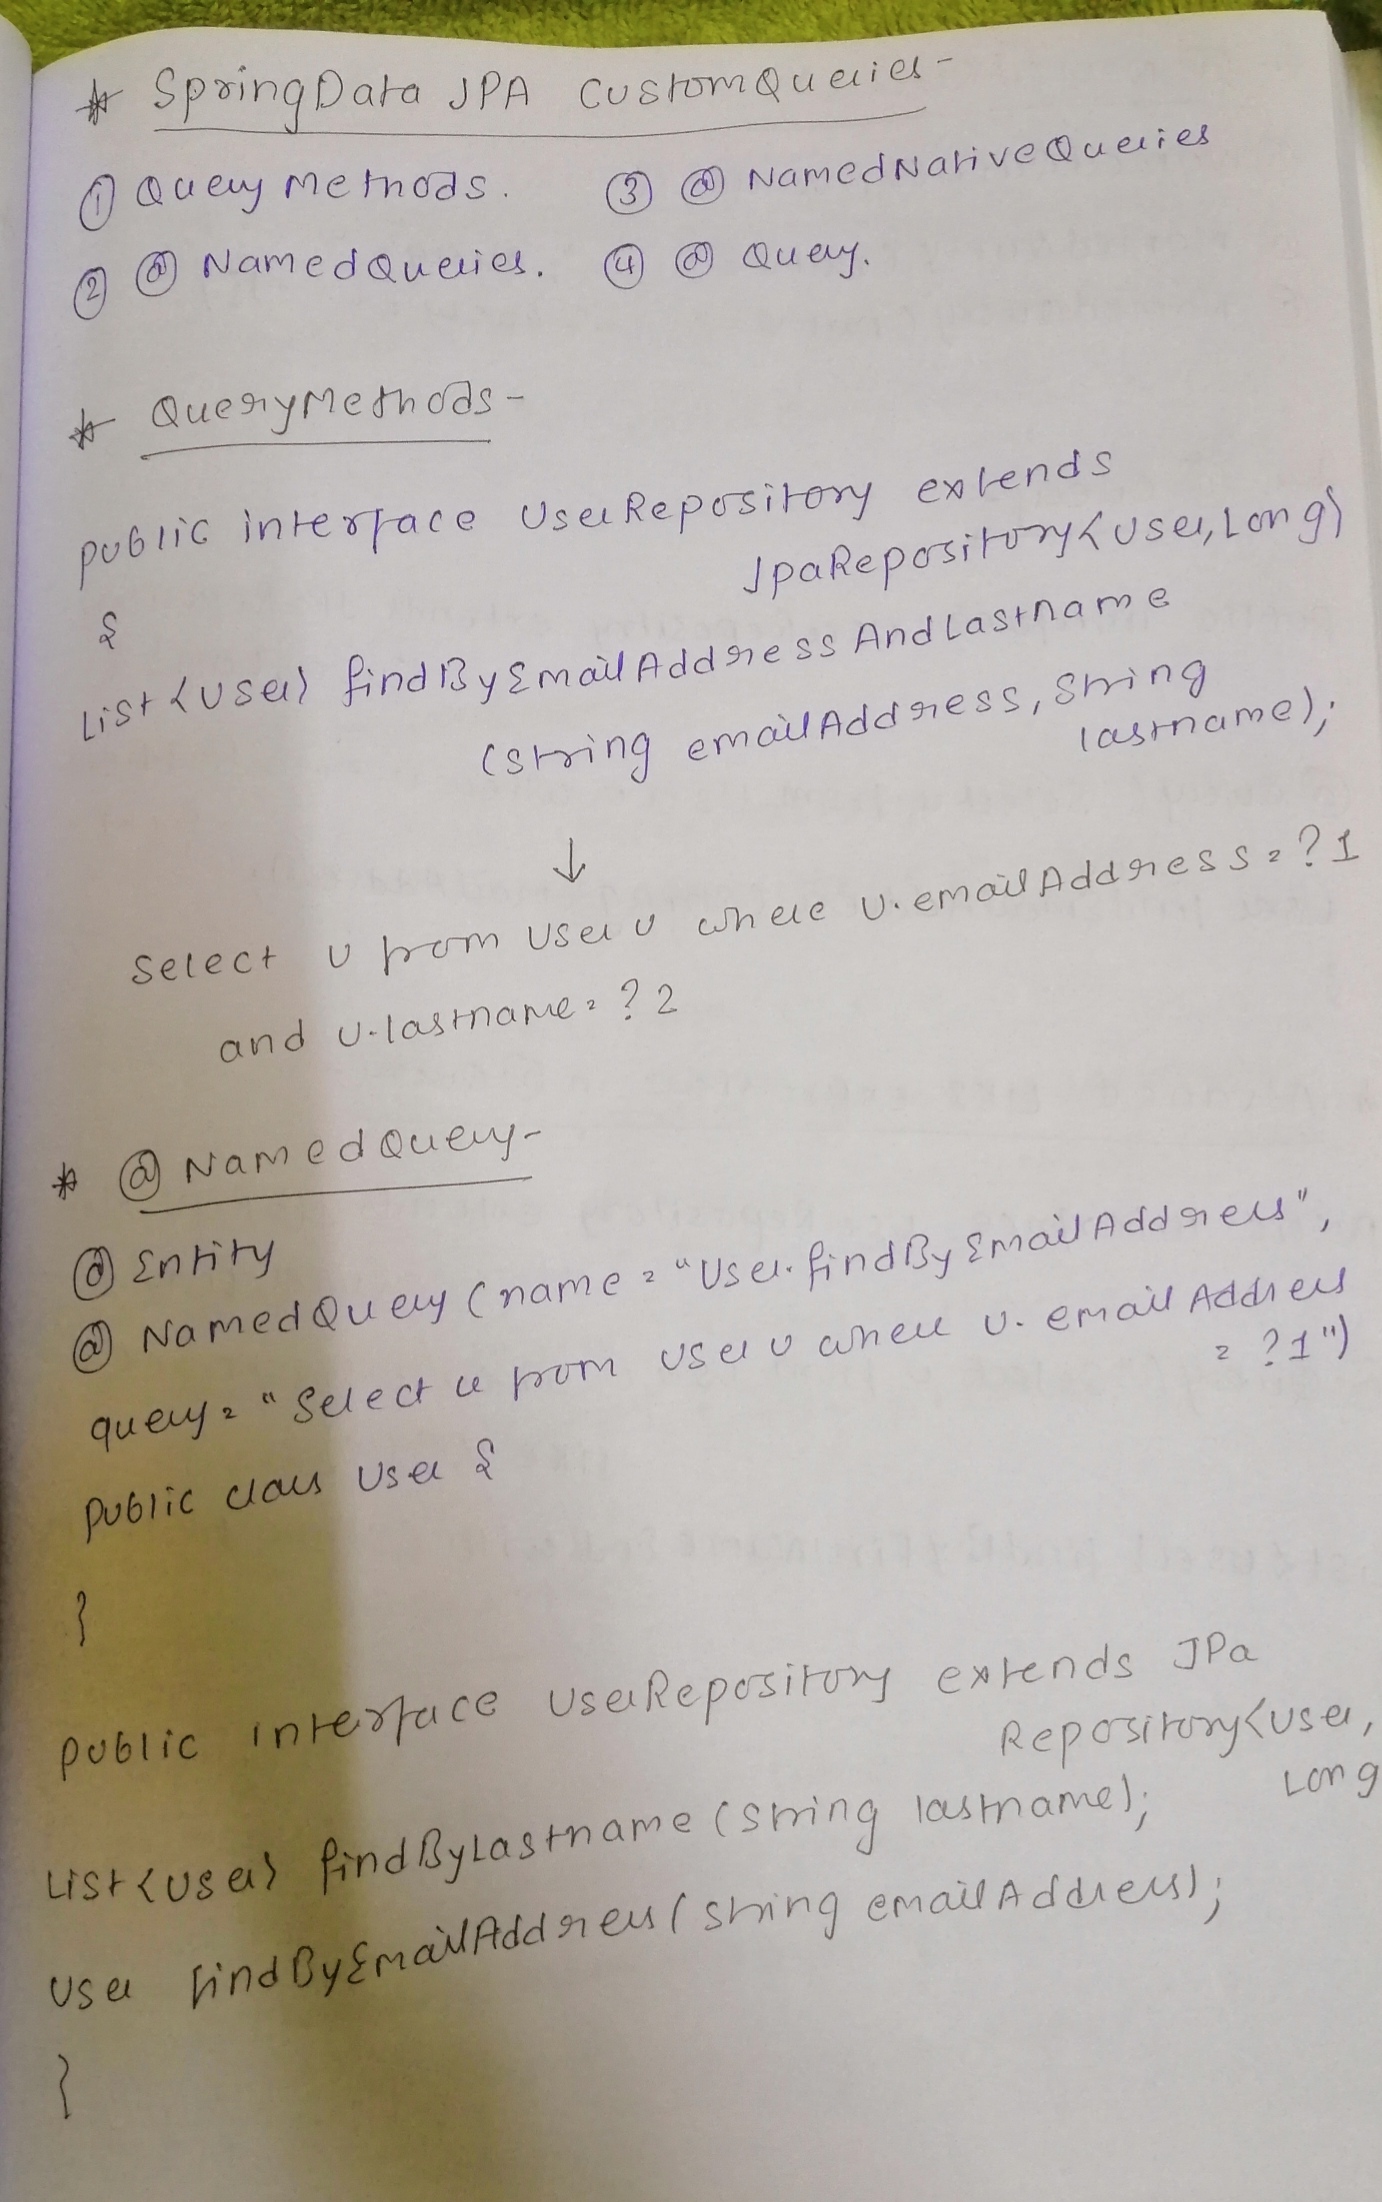 * SpringData JPA CustomQueries-
① Query Methods. ③ @ NamedNativeQueries
② @ NamedQueries. ④ @ Query.
* QueryMethods-
public interface UserRepository extends
JpaRepository<User, Long>
{
List<User> findByEmailAddressAndLastname
(String emailAddress, String
lastname);
↓
Select u from User u where u.emailAddress=?1
and u.lastname=?2
* @ NamedQuery-
@ Entity
@ NamedQuery (name = "User.findByEmailAddress",
query = "Select u from User u where u.emailAddress
= ?1")
public class User {
}
public interface UserRepository extends JPa
Repository<User,
Long
List<User> findByLastname (String lastname);
User findByEmailAddress (String emailAddress);
}